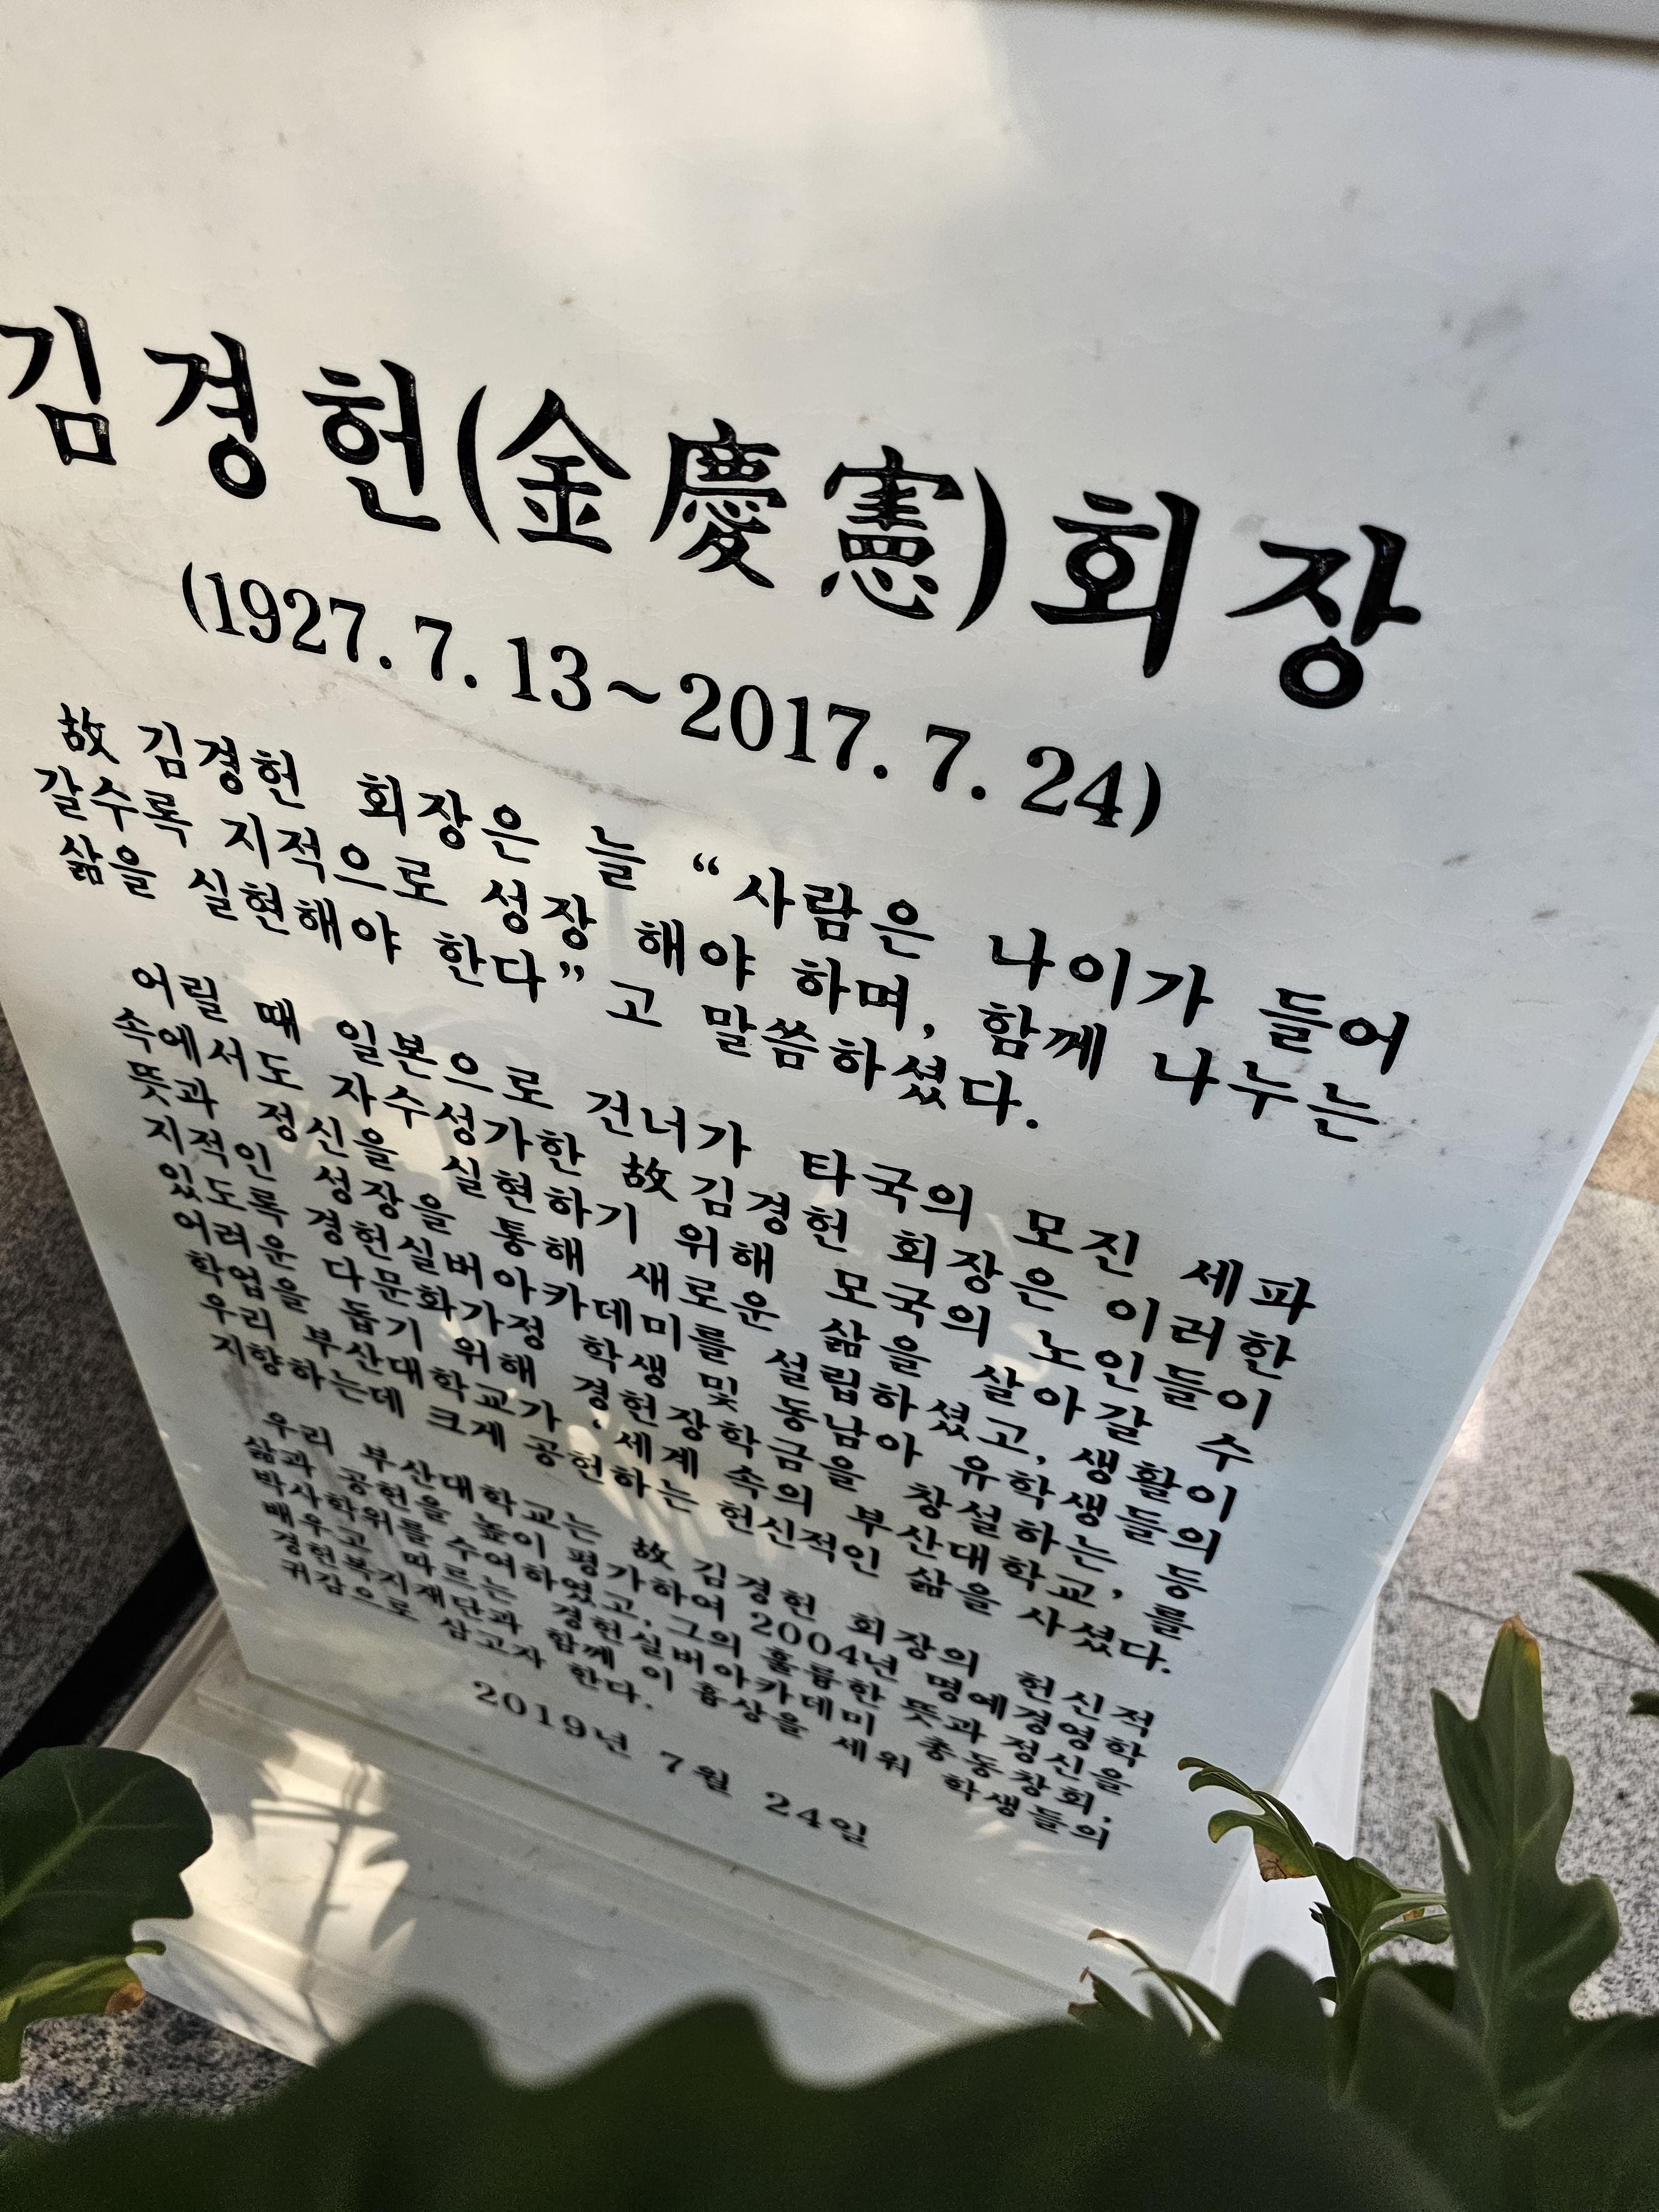 김경헌(金慶憲)회장
(1927. 7. 13~2017. 7. 24)
故 김경헌 회장은 늘 “사람은 나이가 들어
갈수록 지적으로 성장 해야 하며, 함께 나누는
삶을 실현해야 한다”고 말씀하셨다.
어릴 때 일본으로 건너가 타국의 모진 세파
속에서도 자수성가한 故김경헌 회장은 이러한
뜻과 정신을 실현하기 위해 모국의 노인들이
지적인 성장을 통해 새로운 삶을 살아갈 수
있도록 경헌실버아카데미를 설립하셨고, 생활이
어려운 다문화가정 학생 및 동남아 유학생들의
학업을 돕기 위해 경헌장학금을 창설하는 등
우리 부산대학교가 ‘세계 속의 부산대학교’를
지향하는데 크게 공헌하는 헌신적인 삶을 사셨다.
우리 부산대학교는 故 김경헌 회장의 헌신적
삶과 공헌을 높이 평가하여 2004년 명예경영학
박사학위를 수여하였고, 그의 훌륭한 뜻과 정신을
배우고 따르는 경헌실버아카데미 총동창회,
경헌복지재단과 함께 이 흉상을 세워 학생들의
귀감으로 삼고자 한다.
2019년 7월 24일